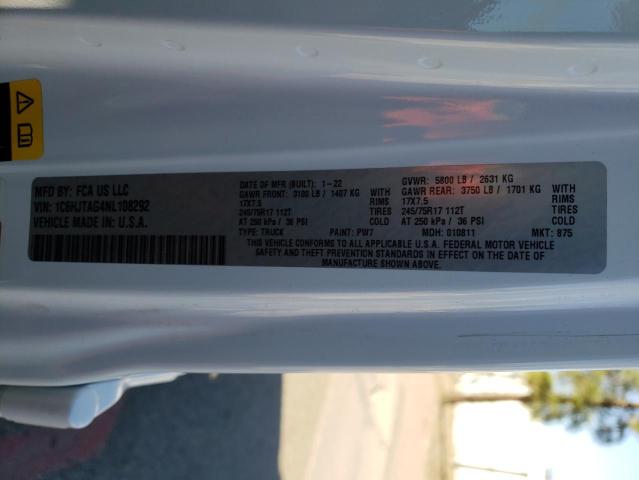 MFD BY: FCA US LLC
VIN: 1C6HJTAG4NL108292
VEHICLE MADE IN U.S.A.
DATE OF MFR (BUILT): 1-22 GVWR: 5800 LB / 2631 KG
GAWR FRONT: 3100 LB / 1407 KG WITH GAWR REAR: 3750 LB / 1701 KG WITH
17X7.5 RIMS 17X7.5 RIMS
245/75R17 112T TIRES 245/75R17 112T TIRES
AT 250 kPa / 36 PSI COLD AT 250 kPa / 36 PSI COLD
TYPE: TRUCK PAINT: PW7 MDH: 010811 MKT: 875
THIS VEHICLE CONFORMS TO ALL APPLICABLE U.S.A. FEDERAL MOTOR VEHICLE
SAFETY AND THEFT PREVENTION STANDARDS IN EFFECT ON THE DATE OF
MANUFACTURE SHOWN ABOVE.